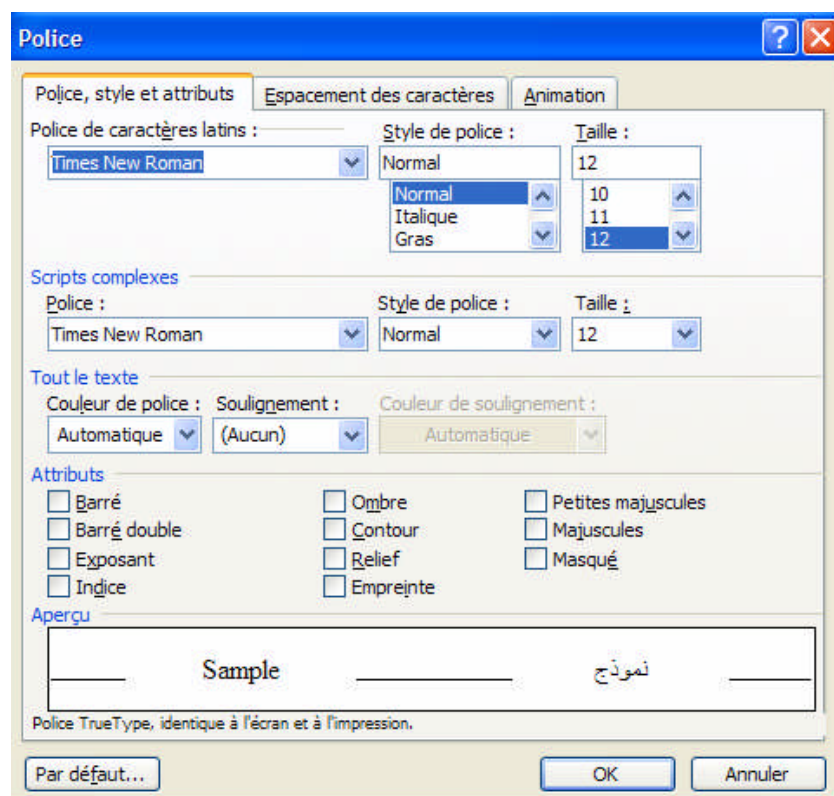 Police
Police, style et attributs Espacement des caractères Animation
Police de caractères latins : Style de police : Taille :
Times New Roman Normal 12
Normal 10
Italique 11
Gras 12
Scripts complexes
Police : Style de police : Taille :
Times New Roman Normal 12
Tout le texte
Couleur de police : Soulignement : Couleur de soulignement :
Automatique (Aucun) Automatique
Attributs
Barré Ombre Petites majuscules
Barré double Contour Majuscules
Exposant Relief Masqué
Indice Empreinte
Aperçu
Sample نموذج
Police TrueType, identique à l'écran et à l'impression.
Par défaut... OK Annuler